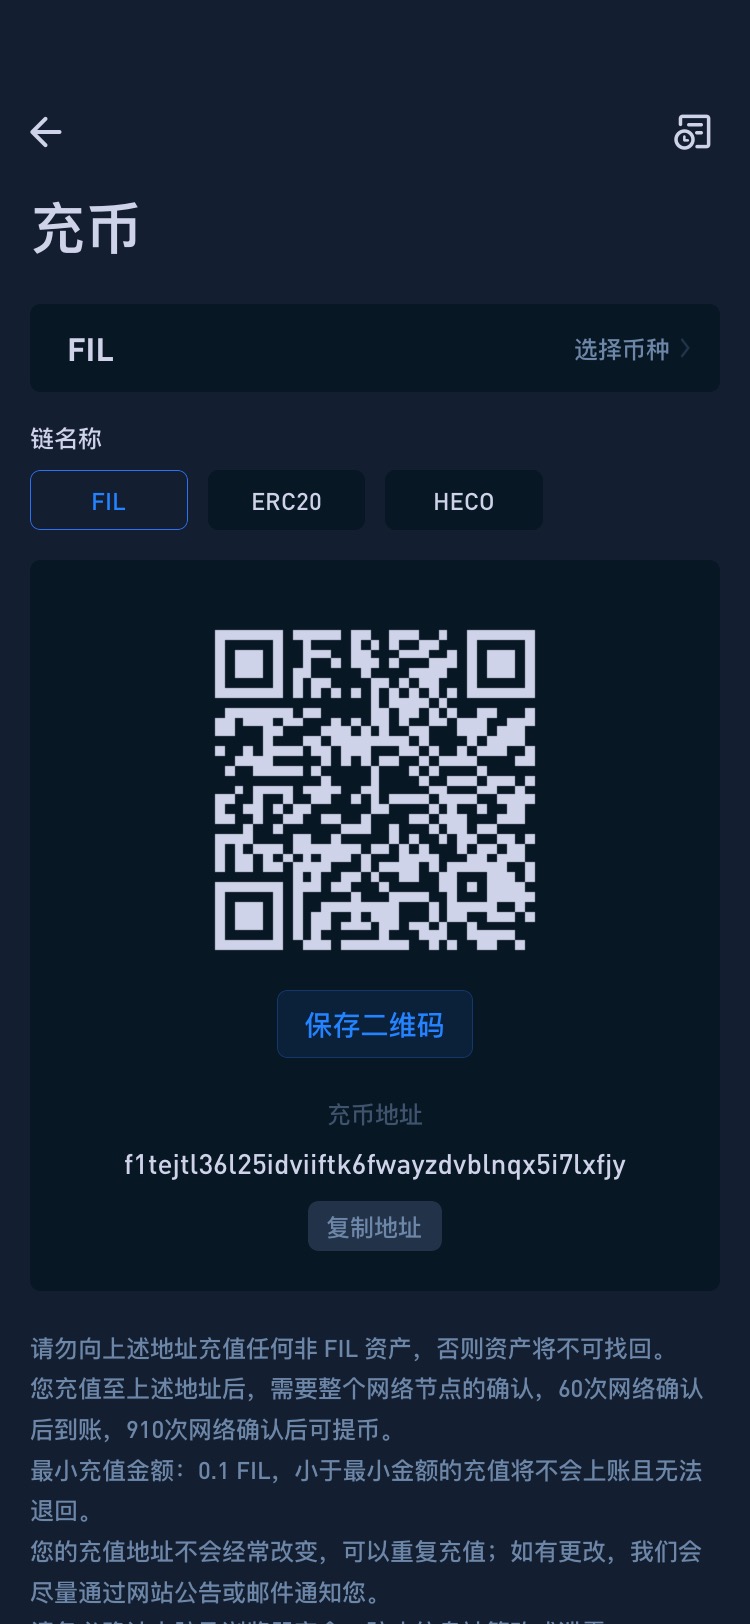 充币
FIL 选择币种
链名称
FIL ERC20 HECO
保存二维码
充币地址
f1tejtl36l25idviiftk6fwayzdvblnqx5i7lxfjy
复制地址
请勿向上述地址充值任何非 FIL 资产，否则资产将不可找回。
您充值至上述地址后，需要整个网络节点的确认，60次网络确认
后到账，910次网络确认后可提币。
最小充值金额：0.1 FIL，小于最小金额的充值将不会上账且无法
退回。
您的充值地址不会经常改变，可以重复充值；如有更改，我们会
尽量通过网站公告或邮件通知您。